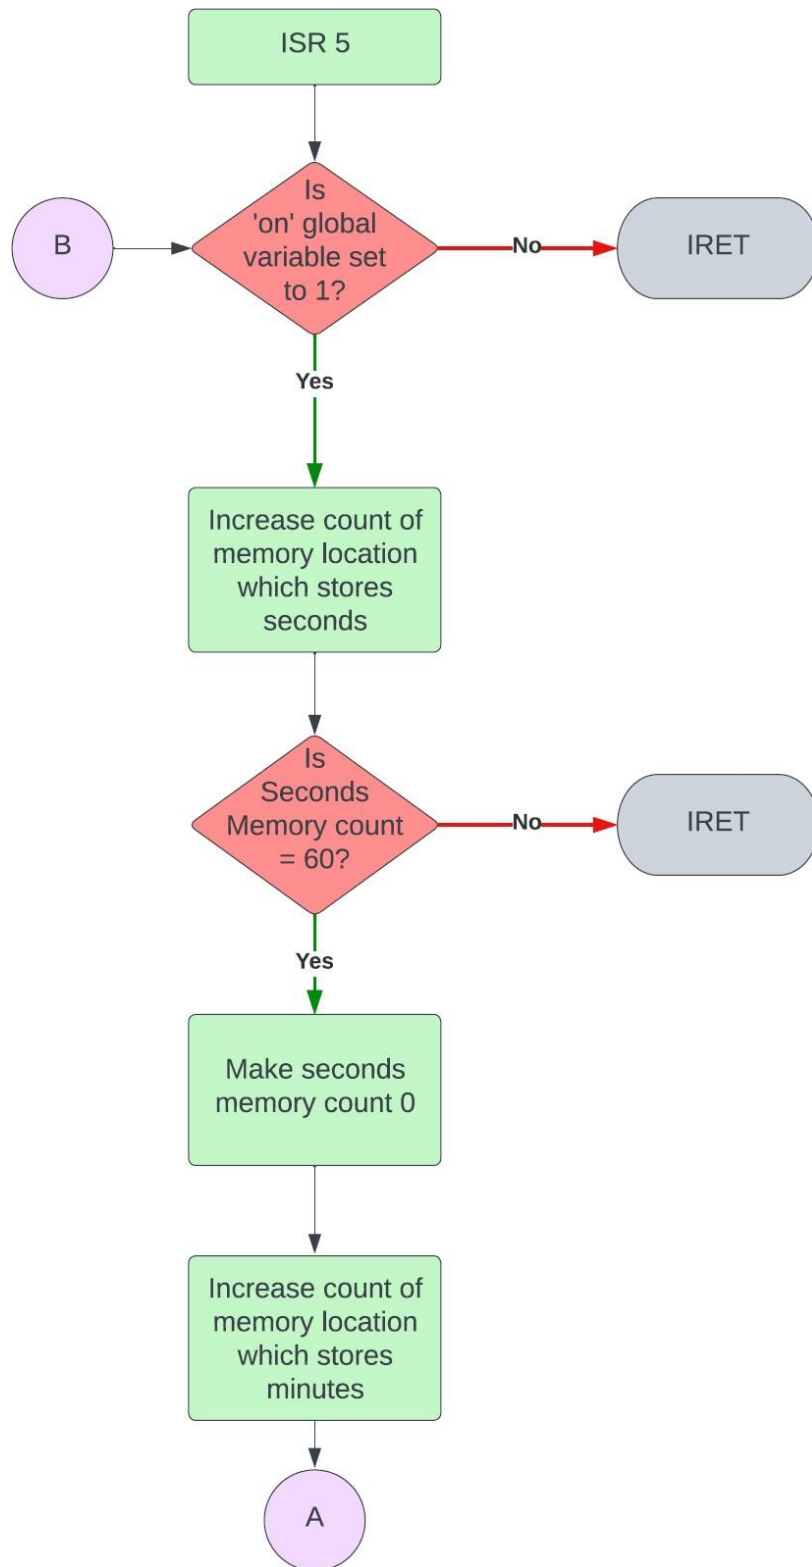 ISR 5
Is
'on' global
variable set
to 1?
B
No
IRET
Yes
Increase count of
memory location
which stores
seconds
Is
Seconds
Memory count
= 60?
No
IRET
Yes
Make seconds
memory count 0
Increase count of
memory location
which stores
minutes
A